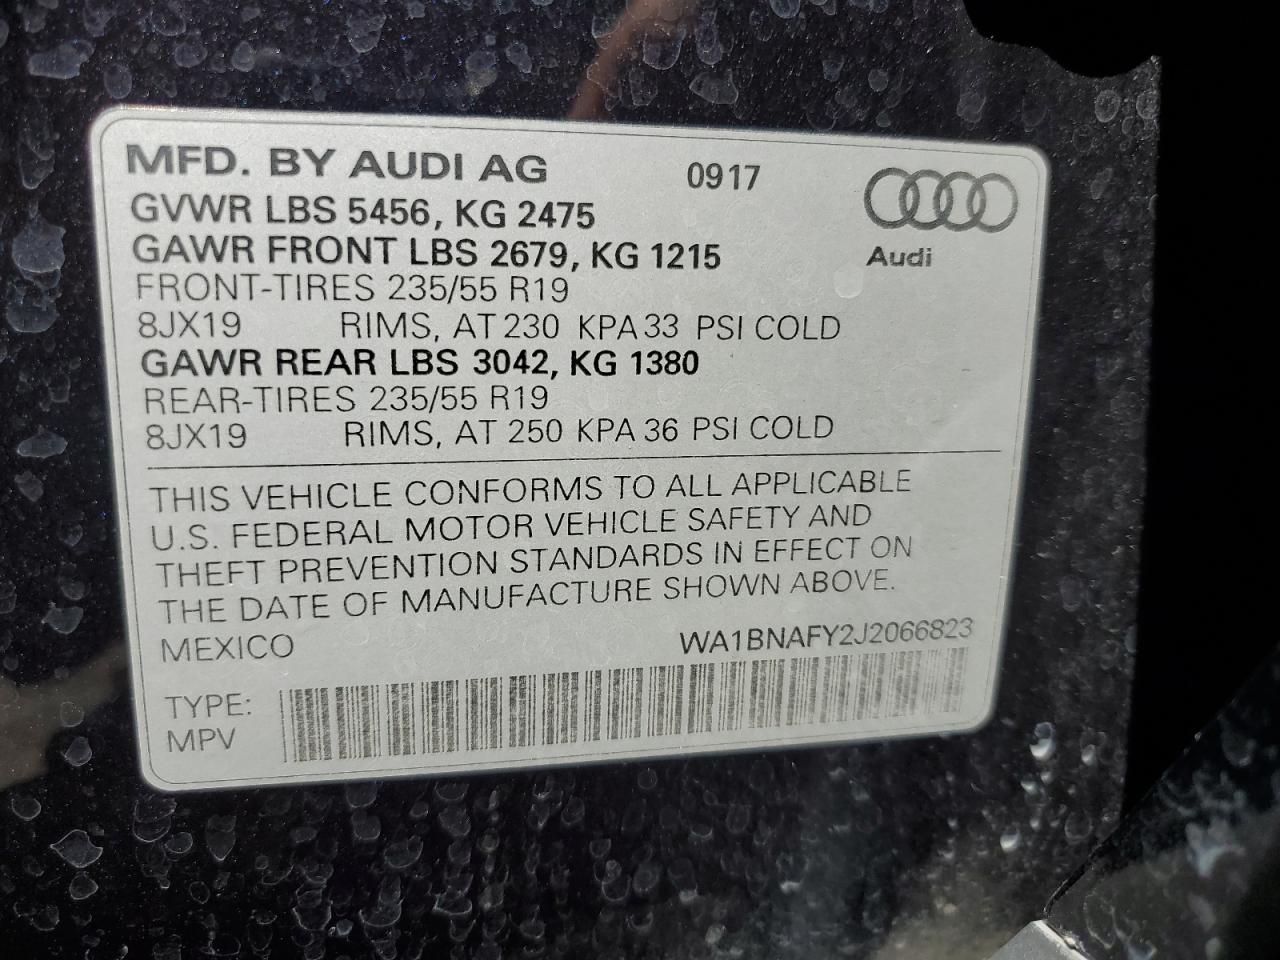 MFD. BY AUDI AG 0917
GVWR LBS 5456, KG 2475
GAWR FRONT LBS 2679, KG 1215
Audi
FRONT-TIRES 235/55 R19
8JX19 RIMS, AT 230 KPA 33 PSI COLD
GAWR REAR LBS 3042, KG 1380
REAR-TIRES 235/55 R19
8JX19 RIMS, AT 250 KPA 36 PSI COLD
THIS VEHICLE CONFORMS TO ALL APPLICABLE
U.S. FEDERAL MOTOR VEHICLE SAFETY AND
THEFT PREVENTION STANDARDS IN EFFECT ON
THE DATE OF MANUFACTURE SHOWN ABOVE.
MEXICO WA1BNAFY2J2066823
TYPE:
MPV